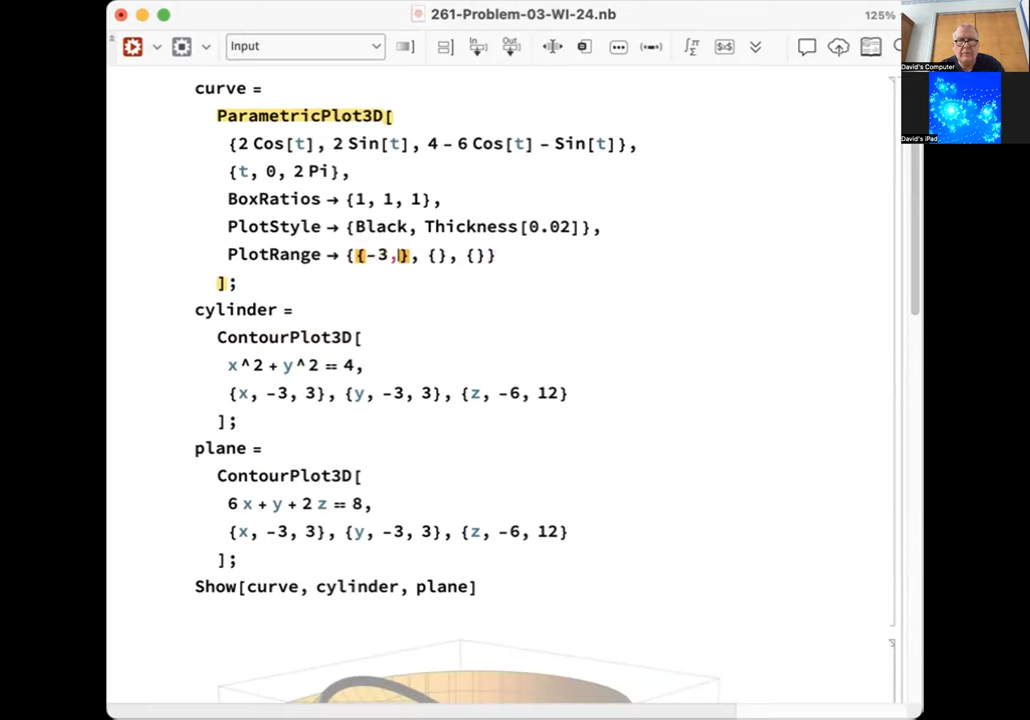 261-Problem-03-WI-24.nb
125%
Input
In
Out
∫Σπ
$x$
David's Computer
David's iPad
curve =
ParametricPlot3D[
{2 Cos[t], 2 Sin[t], 4 - 6 Cos[t] - Sin[t]},
{t, 0, 2 Pi},
BoxRatios → {1, 1, 1},
PlotStyle → {Black, Thickness[0.02]},
PlotRange → {{-3,}, {}, {}}
];
cylinder =
ContourPlot3D[
x^2 + y^2 == 4,
{x, -3, 3}, {y, -3, 3}, {z, -6, 12}
];
plane =
ContourPlot3D[
6 x + y + 2 z == 8,
{x, -3, 3}, {y, -3, 3}, {z, -6, 12}
];
Show[curve, cylinder, plane]